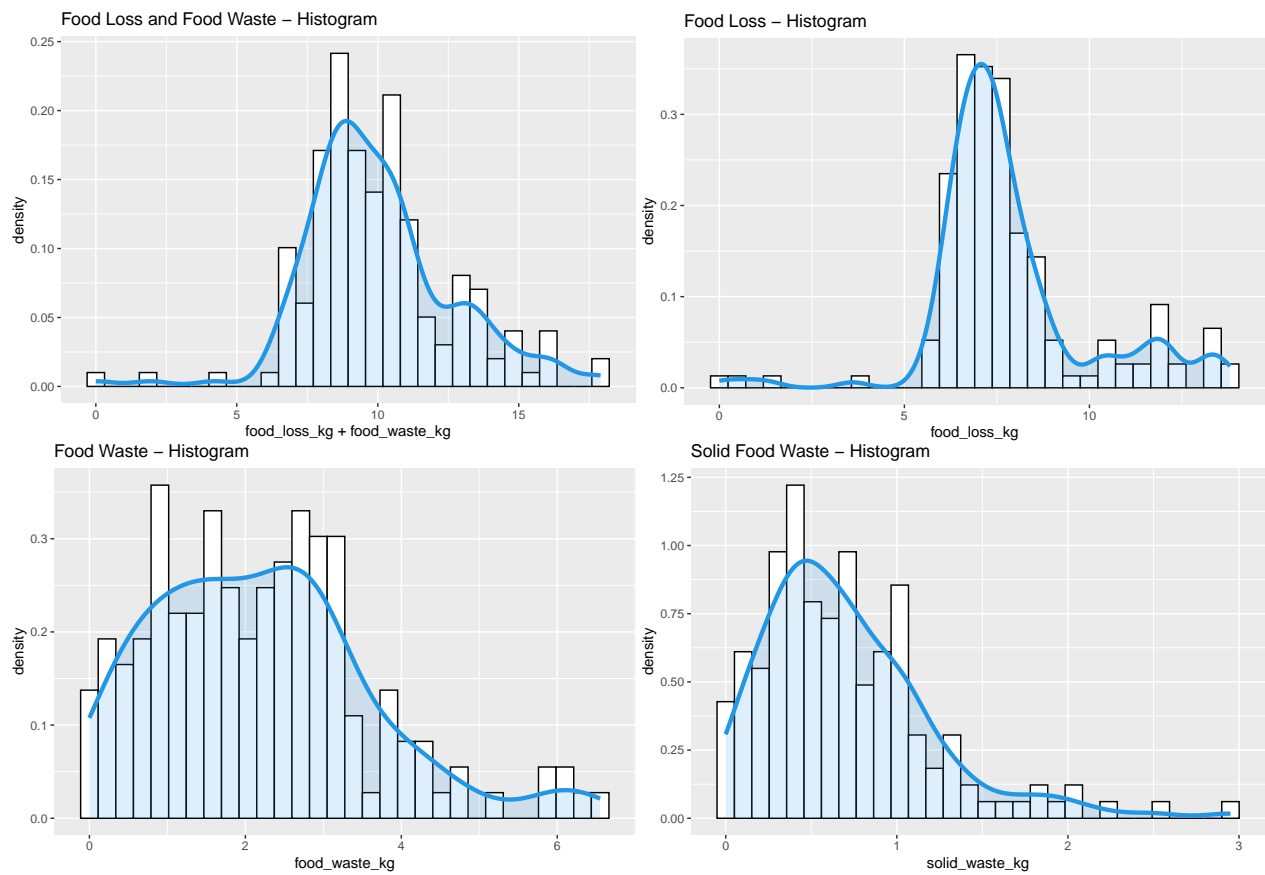 Food Loss and Food Waste – Histogram
0.25
0.20
0.15
0.10
0.05
0.00
density
0 5 10 15
food_loss_kg + food_waste_kg
Food Loss – Histogram
0.3
0.2
0.1
0.0
density
0 5 10
food_loss_kg
Food Waste – Histogram
0.3
0.2
0.1
0.0
density
0 2 4 6
food_waste_kg
Solid Food Waste – Histogram
1.25
1.00
0.75
0.50
0.25
0.00
density
0 1 2 3
solid_waste_kg